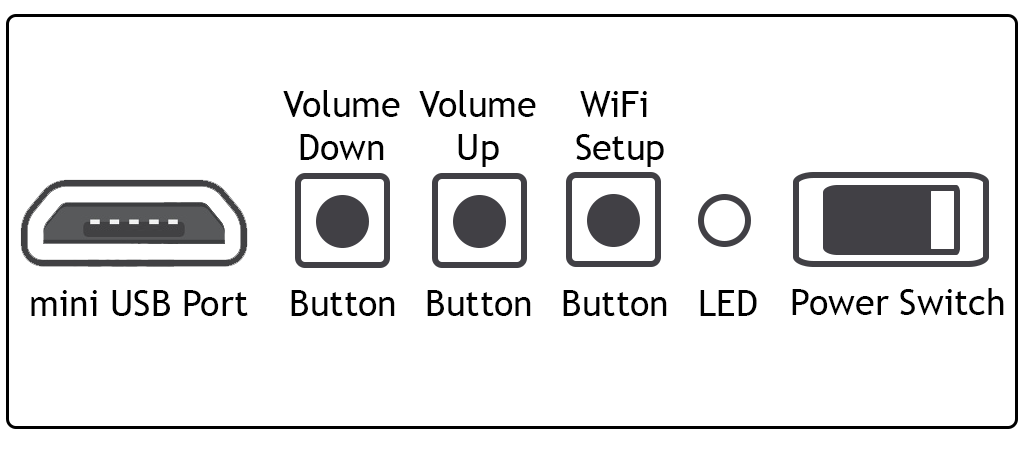 Volume Volume WiFi
Down Up Setup
mini USB Port Button Button Button LED Power Switch